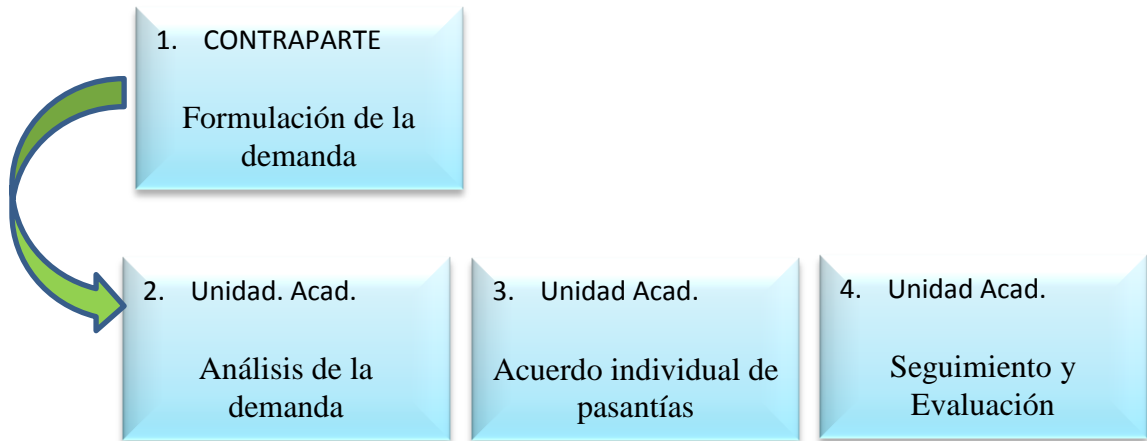 1. CONTRAPARTE
Formulación de la
demanda
2. Unidad. Acad.
Análisis de la
demanda
3. Unidad Acad.
Acuerdo individual de
pasantías
4. Unidad Acad.
Seguimiento y
Evaluación